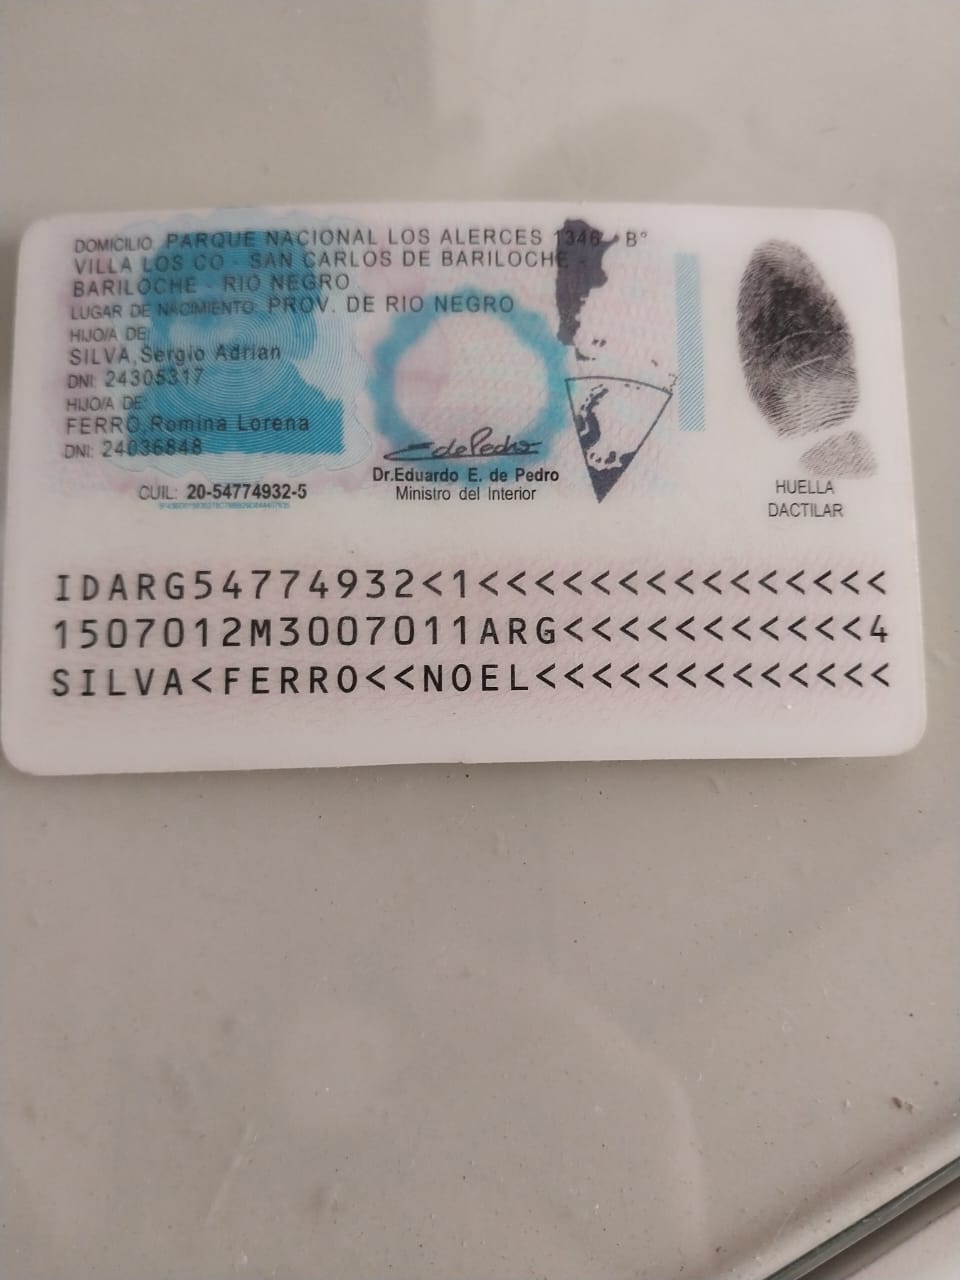 DOMICILIO: PARQUE NACIONAL LOS ALERCES 1346 - B°
VILLA LOS CO - SAN CARLOS DE BARILOCHE -
BARILOCHE - RIO NEGRO
LUGAR DE NACIMIENTO: PROV. DE RIO NEGRO
HIJO/A DE:
SILVA,Sergio Adrian
DNI: 24305317
HIJO/A DE:
FERRO,Romina Lorena
DNI: 24036848
CUIL: 20-54774932-5
Dr.Eduardo E. de Pedro
Ministro del Interior
HUELLA
DACTILAR
IDARG54774932<1<<<<<<<<<<<<<<<
1507012M3007011ARG<<<<<<<<<<<4
SILVA<FERRO<<NOEL<<<<<<<<<<<<<